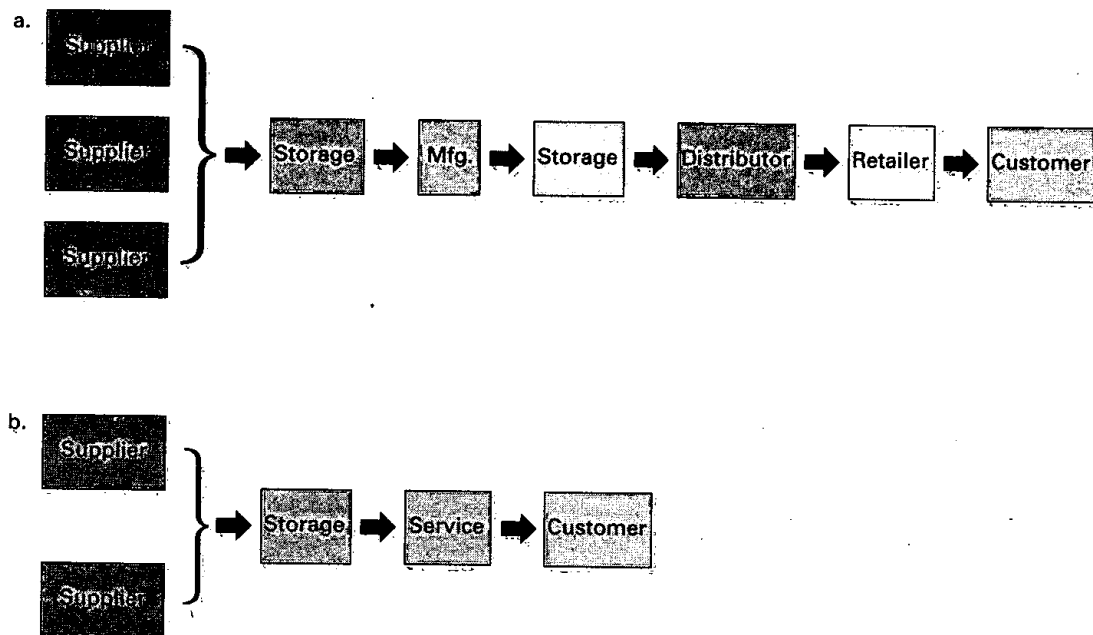 a.
Supplier
Supplier
Supplier
Storage
Mfg.
Storage
Distributor
Retailer
Customer
b.
Supplier
Supplier
Storage
Service
Customer